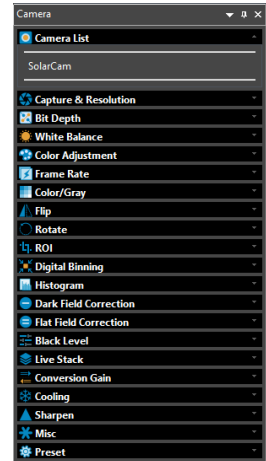 Camera
Camera List
SolarCam
Capture & Resolution
Bit Depth
White Balance
Color Adjustment
Frame Rate
Color/Gray
Flip
Rotate
ROI
Digital Binning
Histogram
Dark Field Correction
Flat Field Correction
Black Level
Live Stack
Conversion Gain
Cooling
Sharpen
Misc
Preset